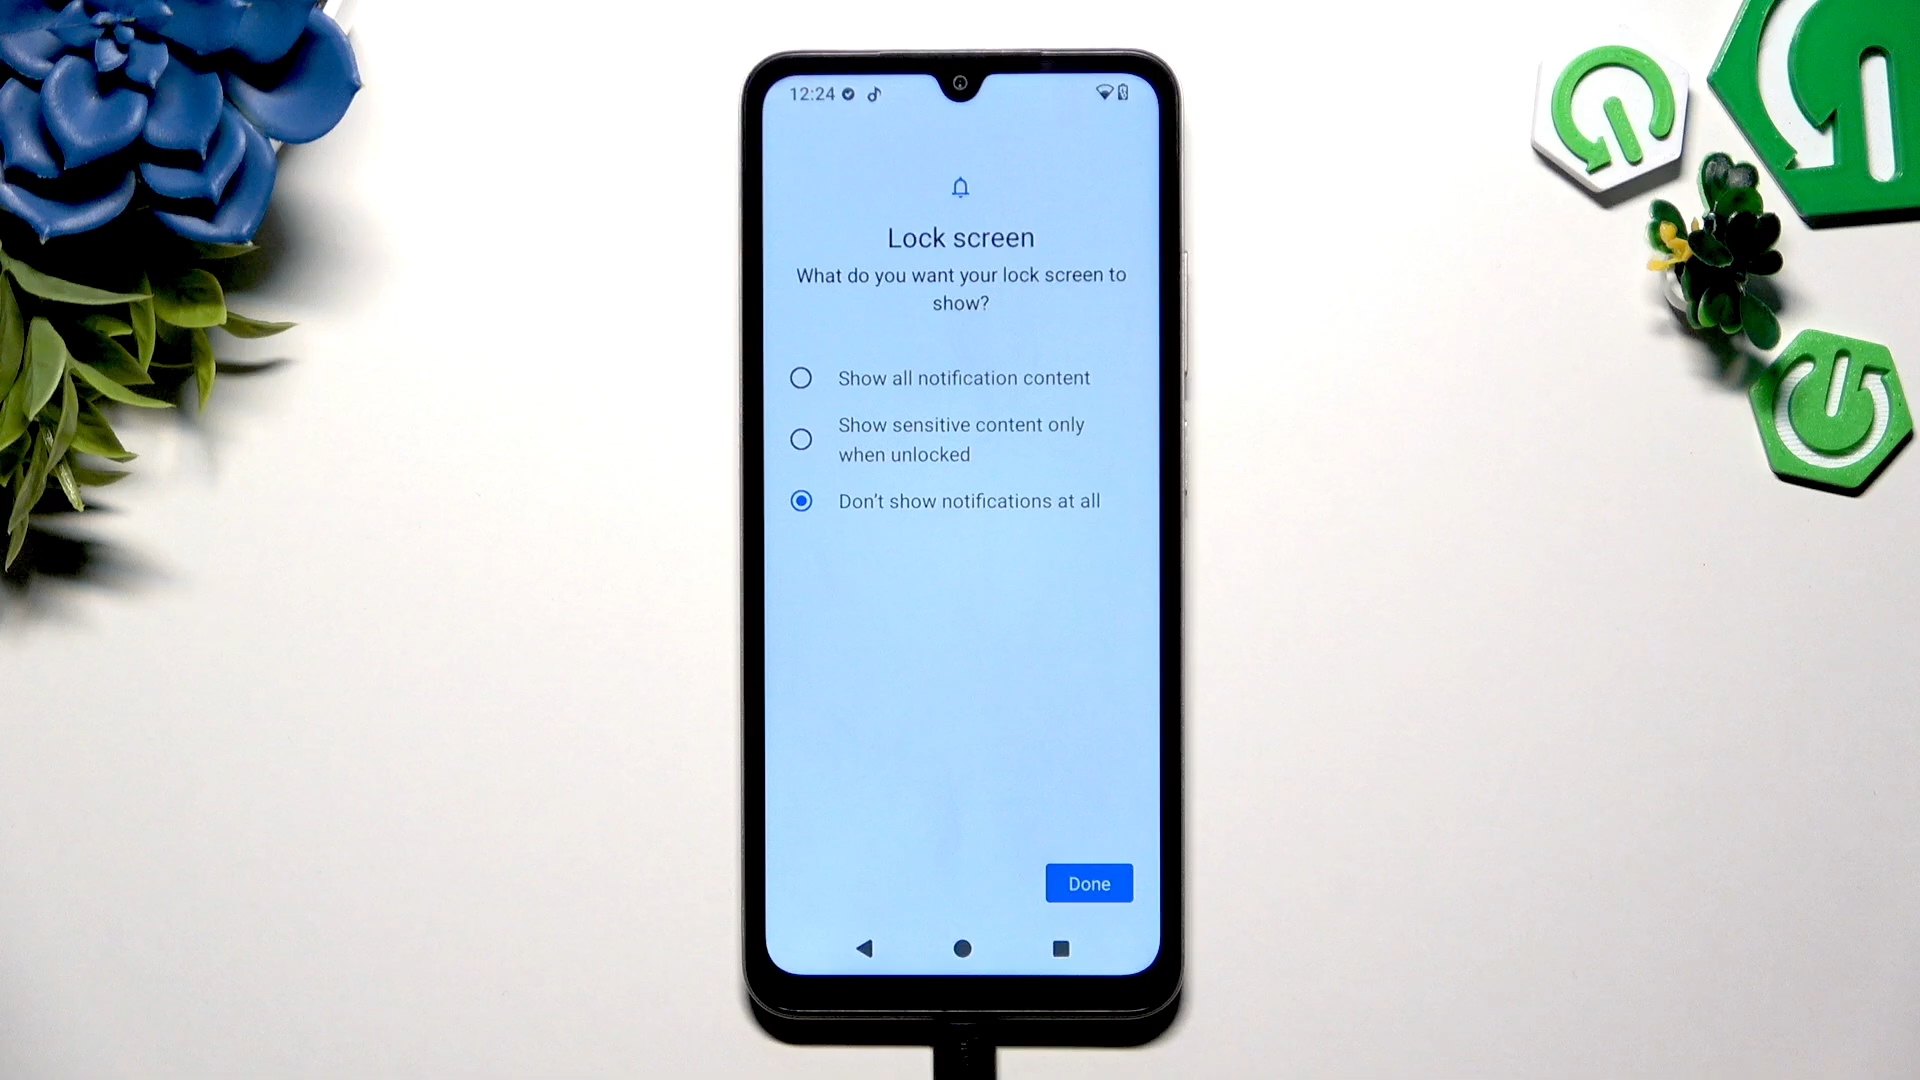 12:24
Lock screen
What do you want your lock screen to
show?
Show all notification content
Show sensitive content only
when unlocked
Don't show notifications at all
Done